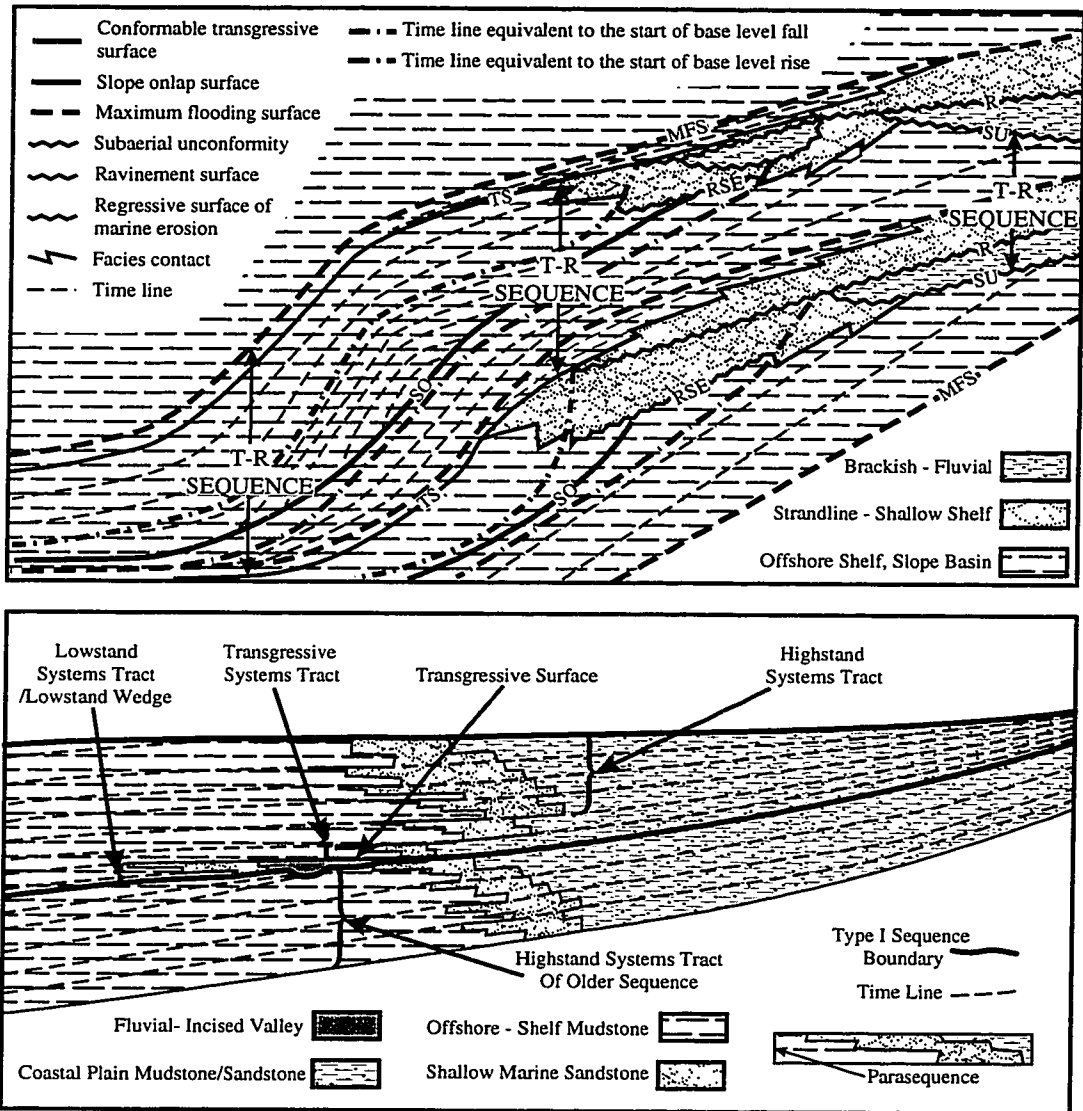 Conformable transgressive
surface
Slope onlap surface
Maximum flooding surface
Subaerial unconformity
Ravinement surface
Regressive surface of
marine erosion
Facies contact
Time line
Time line equivalent to the start of base level fall
Time line equivalent to the start of base level rise
MFS
R
SU
TS
RSE
T-R
SEQUENCE
T-R
SEQUENCE
R
SU
SO
RSE
MFS
T-R
SEQUENCE
TS
SO
Brackish - Fluvial
Strandline - Shallow Shelf
Offshore Shelf, Slope Basin
Lowstand
Systems Tract
/Lowstand Wedge
Transgressive
Systems Tract
Transgressive Surface
Highstand
Systems Tract
Highstand Systems Tract
Of Older Sequence
Type I Sequence
Boundary
Time Line
Fluvial- Incised Valley
Offshore - Shelf Mudstone
Coastal Plain Mudstone/Sandstone
Shallow Marine Sandstone
Parasequence